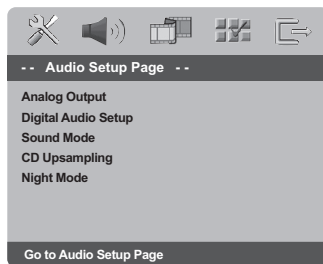 - - Audio Setup Page - -
Analog Output
Digital Audio Setup
Sound Mode
CD Upsampling
Night Mode
Go to Audio Setup Page